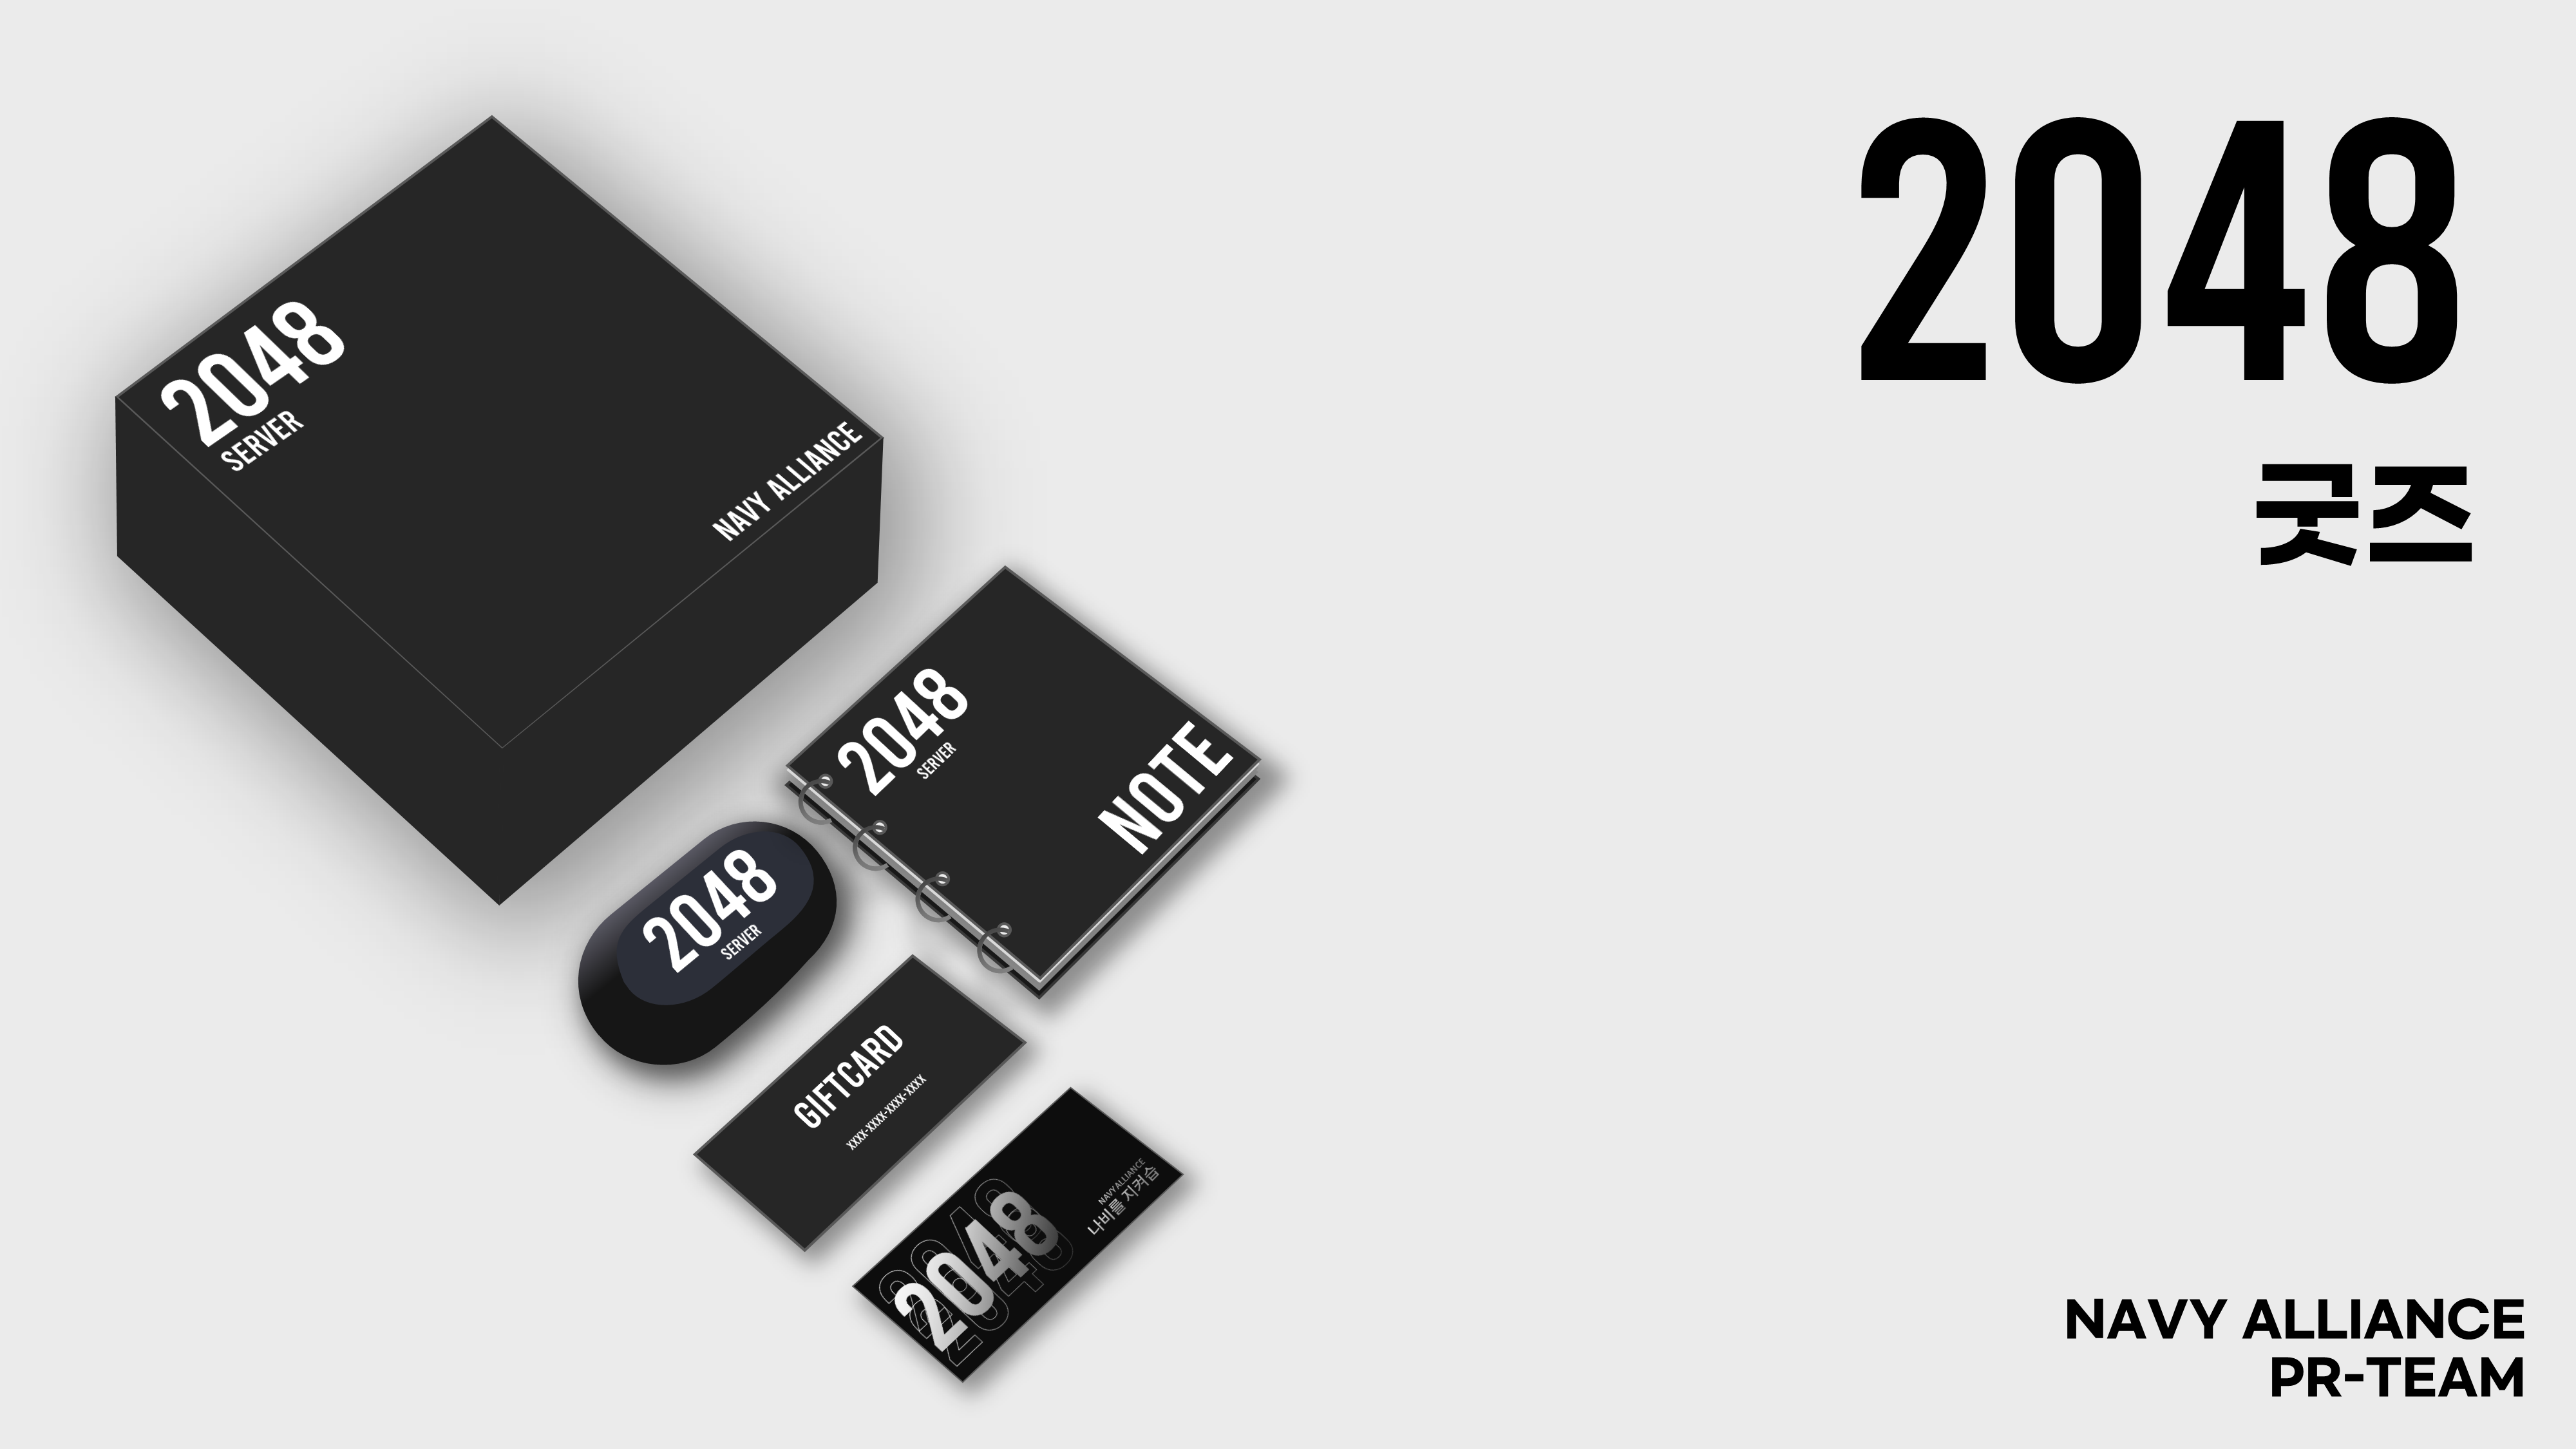 2048
굿즈
2048
SERVER
NAVY ALLIANCE
2048
SERVER
NOTE
2048
SERVER
GIFTCARD
XXXX-XXXX-XXXX-XXXX
2048
NAVY ALLIANCE
나비를 지켜습
NAVY ALLIANCE
PR-TEAM